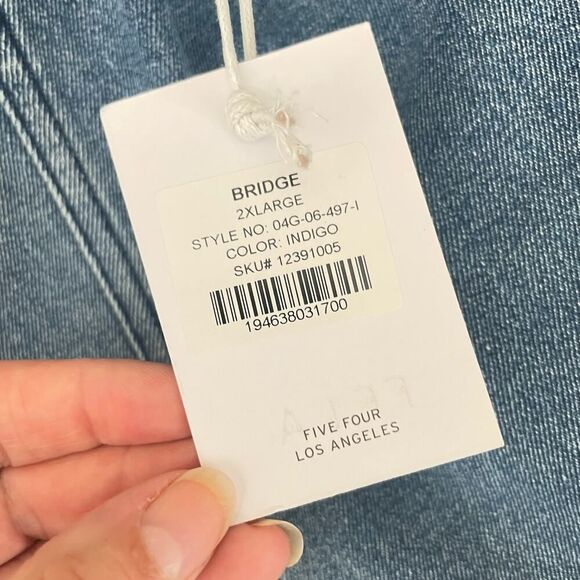 BRIDGE
2XLARGE
STYLE NO: 04G-06-497-I
COLOR: INDIGO
SKU# 12391005
194638031700
FIVE FOUR
LOS ANGELES